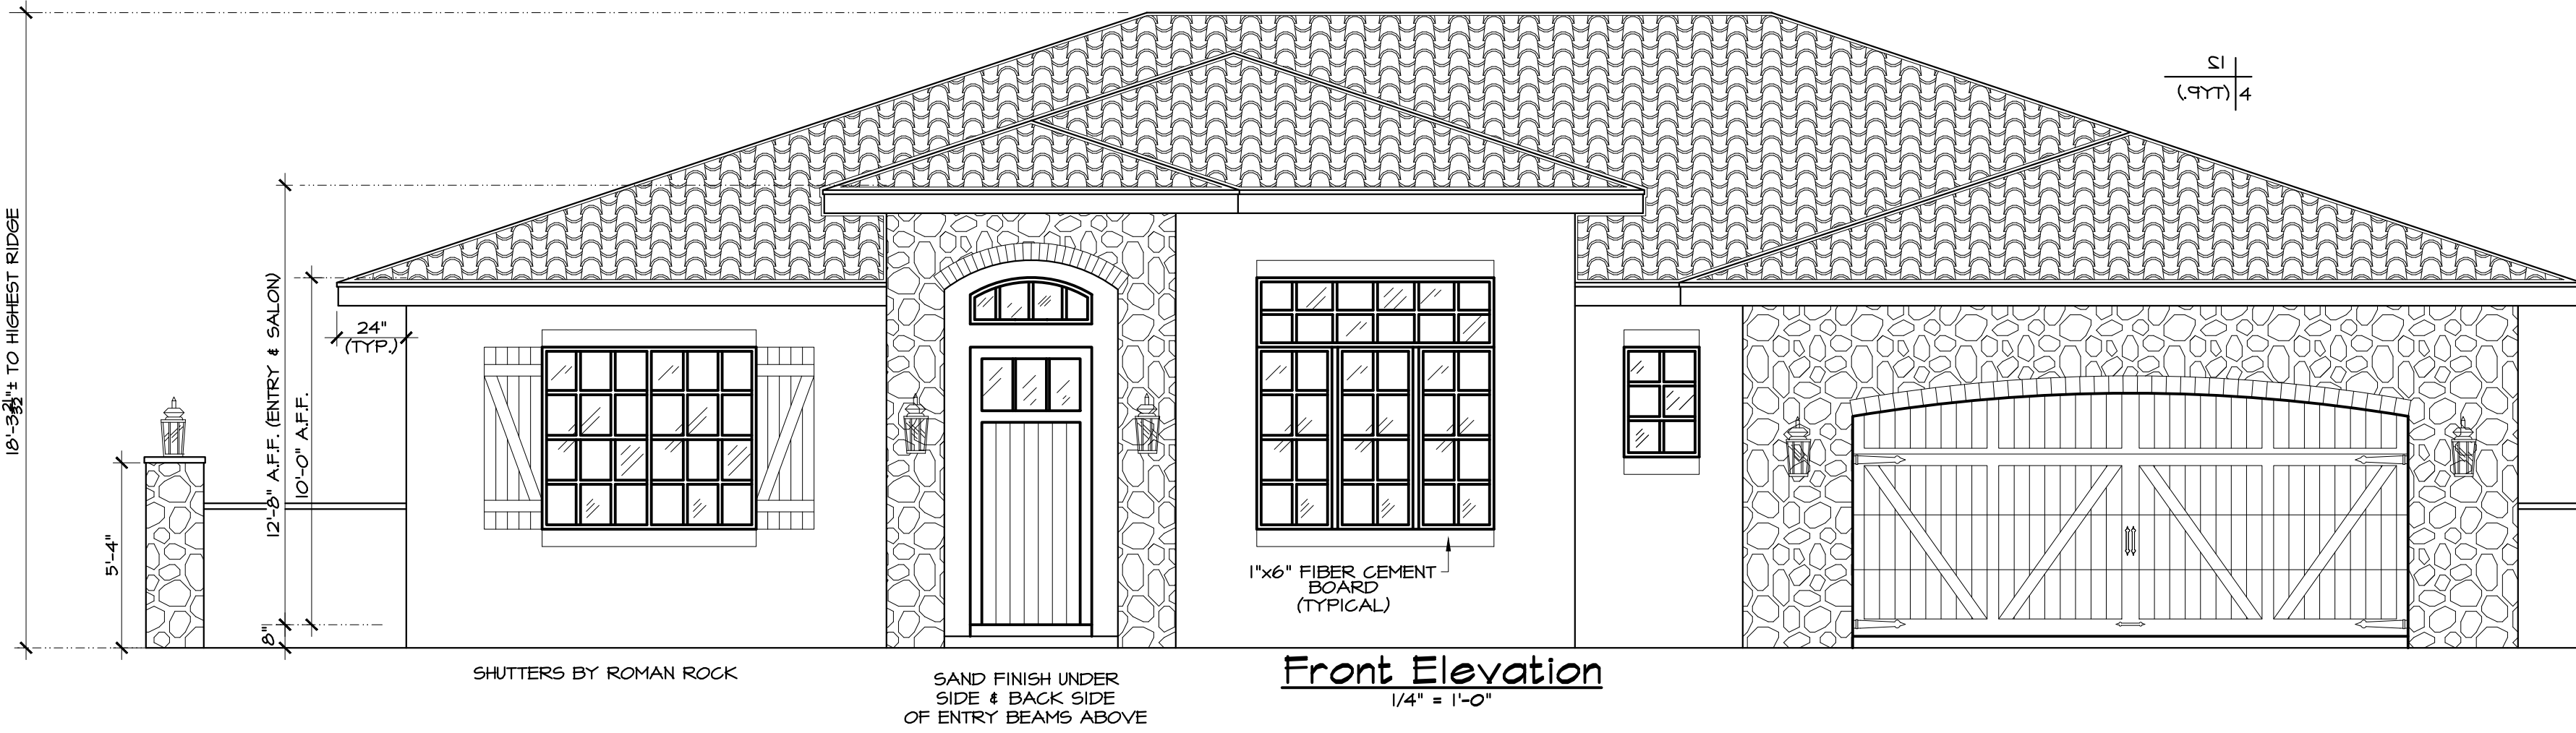 18'-3 21/32"± TO HIGHEST RIDGE
12'-8" A.F.F. (ENTRY & SALON)
10'-0" A.F.F.
24"
(TYP.)
5'-4"
8"
12
4
(TYP.)
1"x6" FIBER CEMENT
BOARD
(TYPICAL)
SHUTTERS BY ROMAN ROCK
SAND FINISH UNDER
SIDE & BACK SIDE
OF ENTRY BEAMS ABOVE
Front Elevation
1/4" = 1'-0"